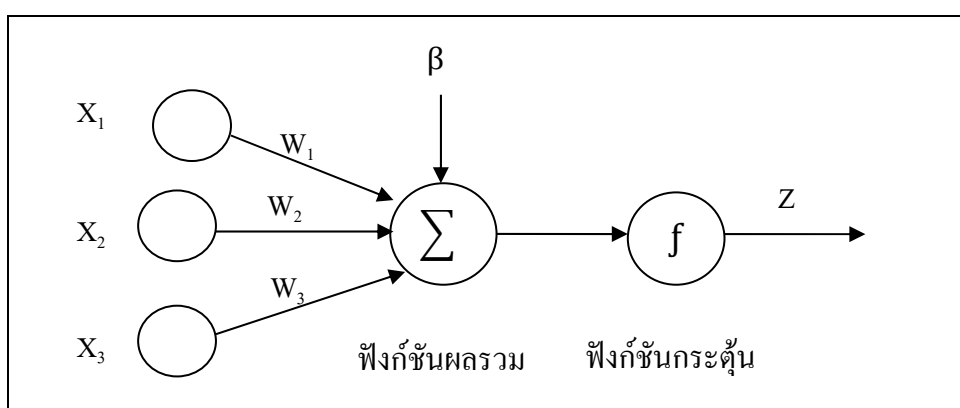 β
X₁
W₁
X₂
W₂
∑
ƒ
Z
W₃
X₃
ฟังก์ชันผลรวม
ฟังก์ชันกระตุ้น